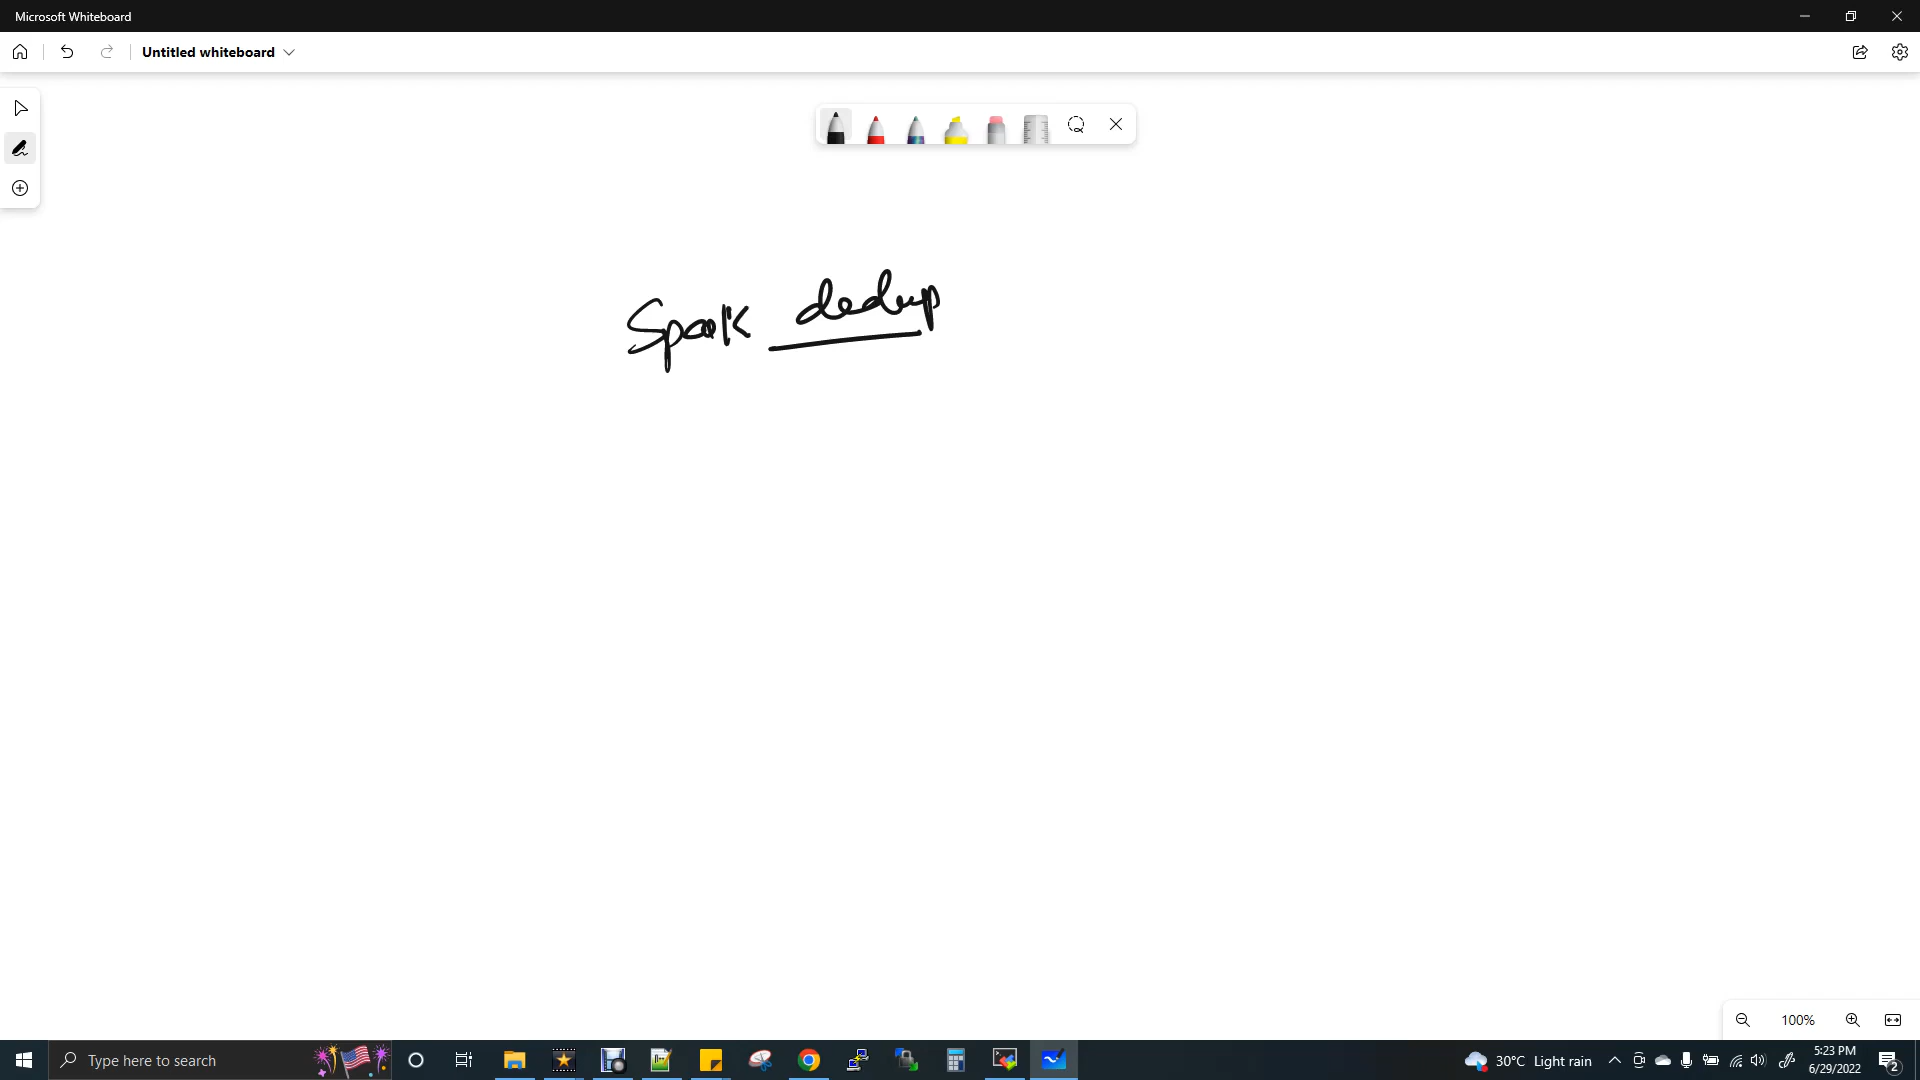 Microsoft Whiteboard
Untitled whiteboard
Spark dedup
100%
Type here to search
30°C Light rain
5:23 PM
6/29/2022
2